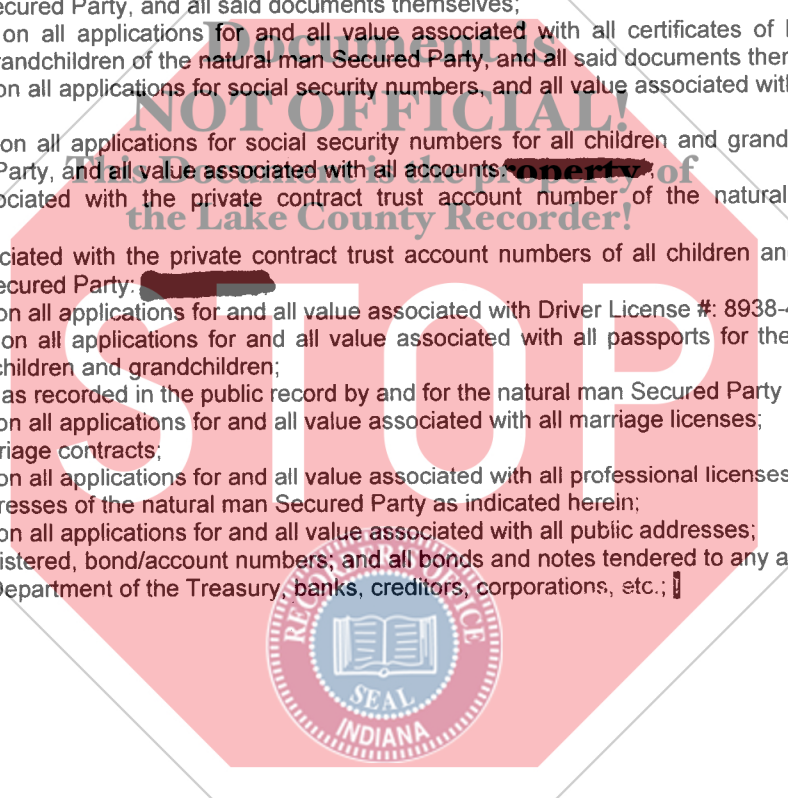 ecured Party, and all said documents themselves;
on all applications for and all value associated with all certificates of
randchildren of the natural man Secured Party, and all said documents ther
on all applications for social security numbers, and all value associated wit
on all applications for social security numbers for all children and grand
Party, and all value associated with all accounts:
ociated with the private contract trust account number of the natural
ciated with the private contract trust account numbers of all children an
ecured Party:
on all applications for and all value associated with Driver License #: 8938-
on all applications for and all value associated with all passports for the
children and grandchildren;
as recorded in the public record by and for the natural man Secured Party
on all applications for and all value associated with all marriage licenses;
riage contracts;
on all applications for and all value associated with all professional licenses
resses of the natural man Secured Party as indicated herein;
on all applications for and all value associated with all public addresses;
istered, bond/account numbers; and all bonds and notes tendered to any a
Department of the Treasury, banks, creditors, corporations, etc.;
Document is
NOT OFFICIAL!
This Document is the property of
the Lake County Recorder!
STOP
RECORDER'S OFFICE
SEAL
INDIANA